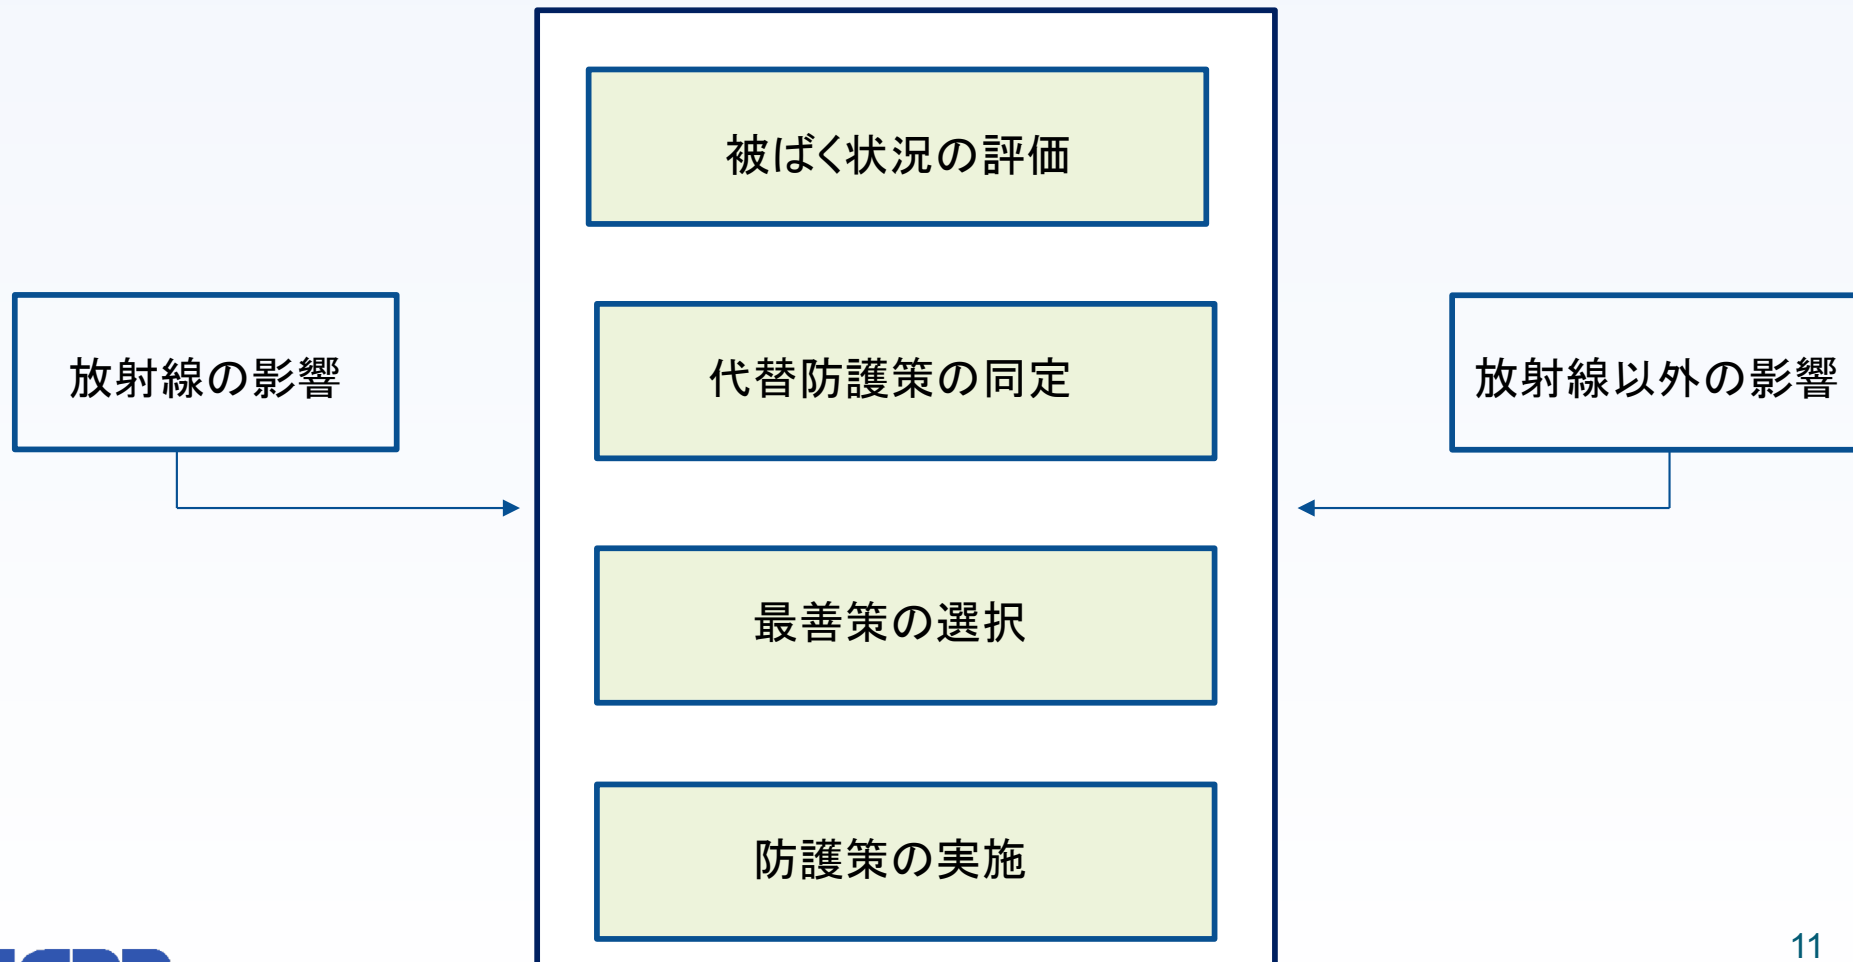 被ばく状況の評価
放射線の影響
代替防護策の同定
放射線以外の影響
最善策の選択
防護策の実施
11